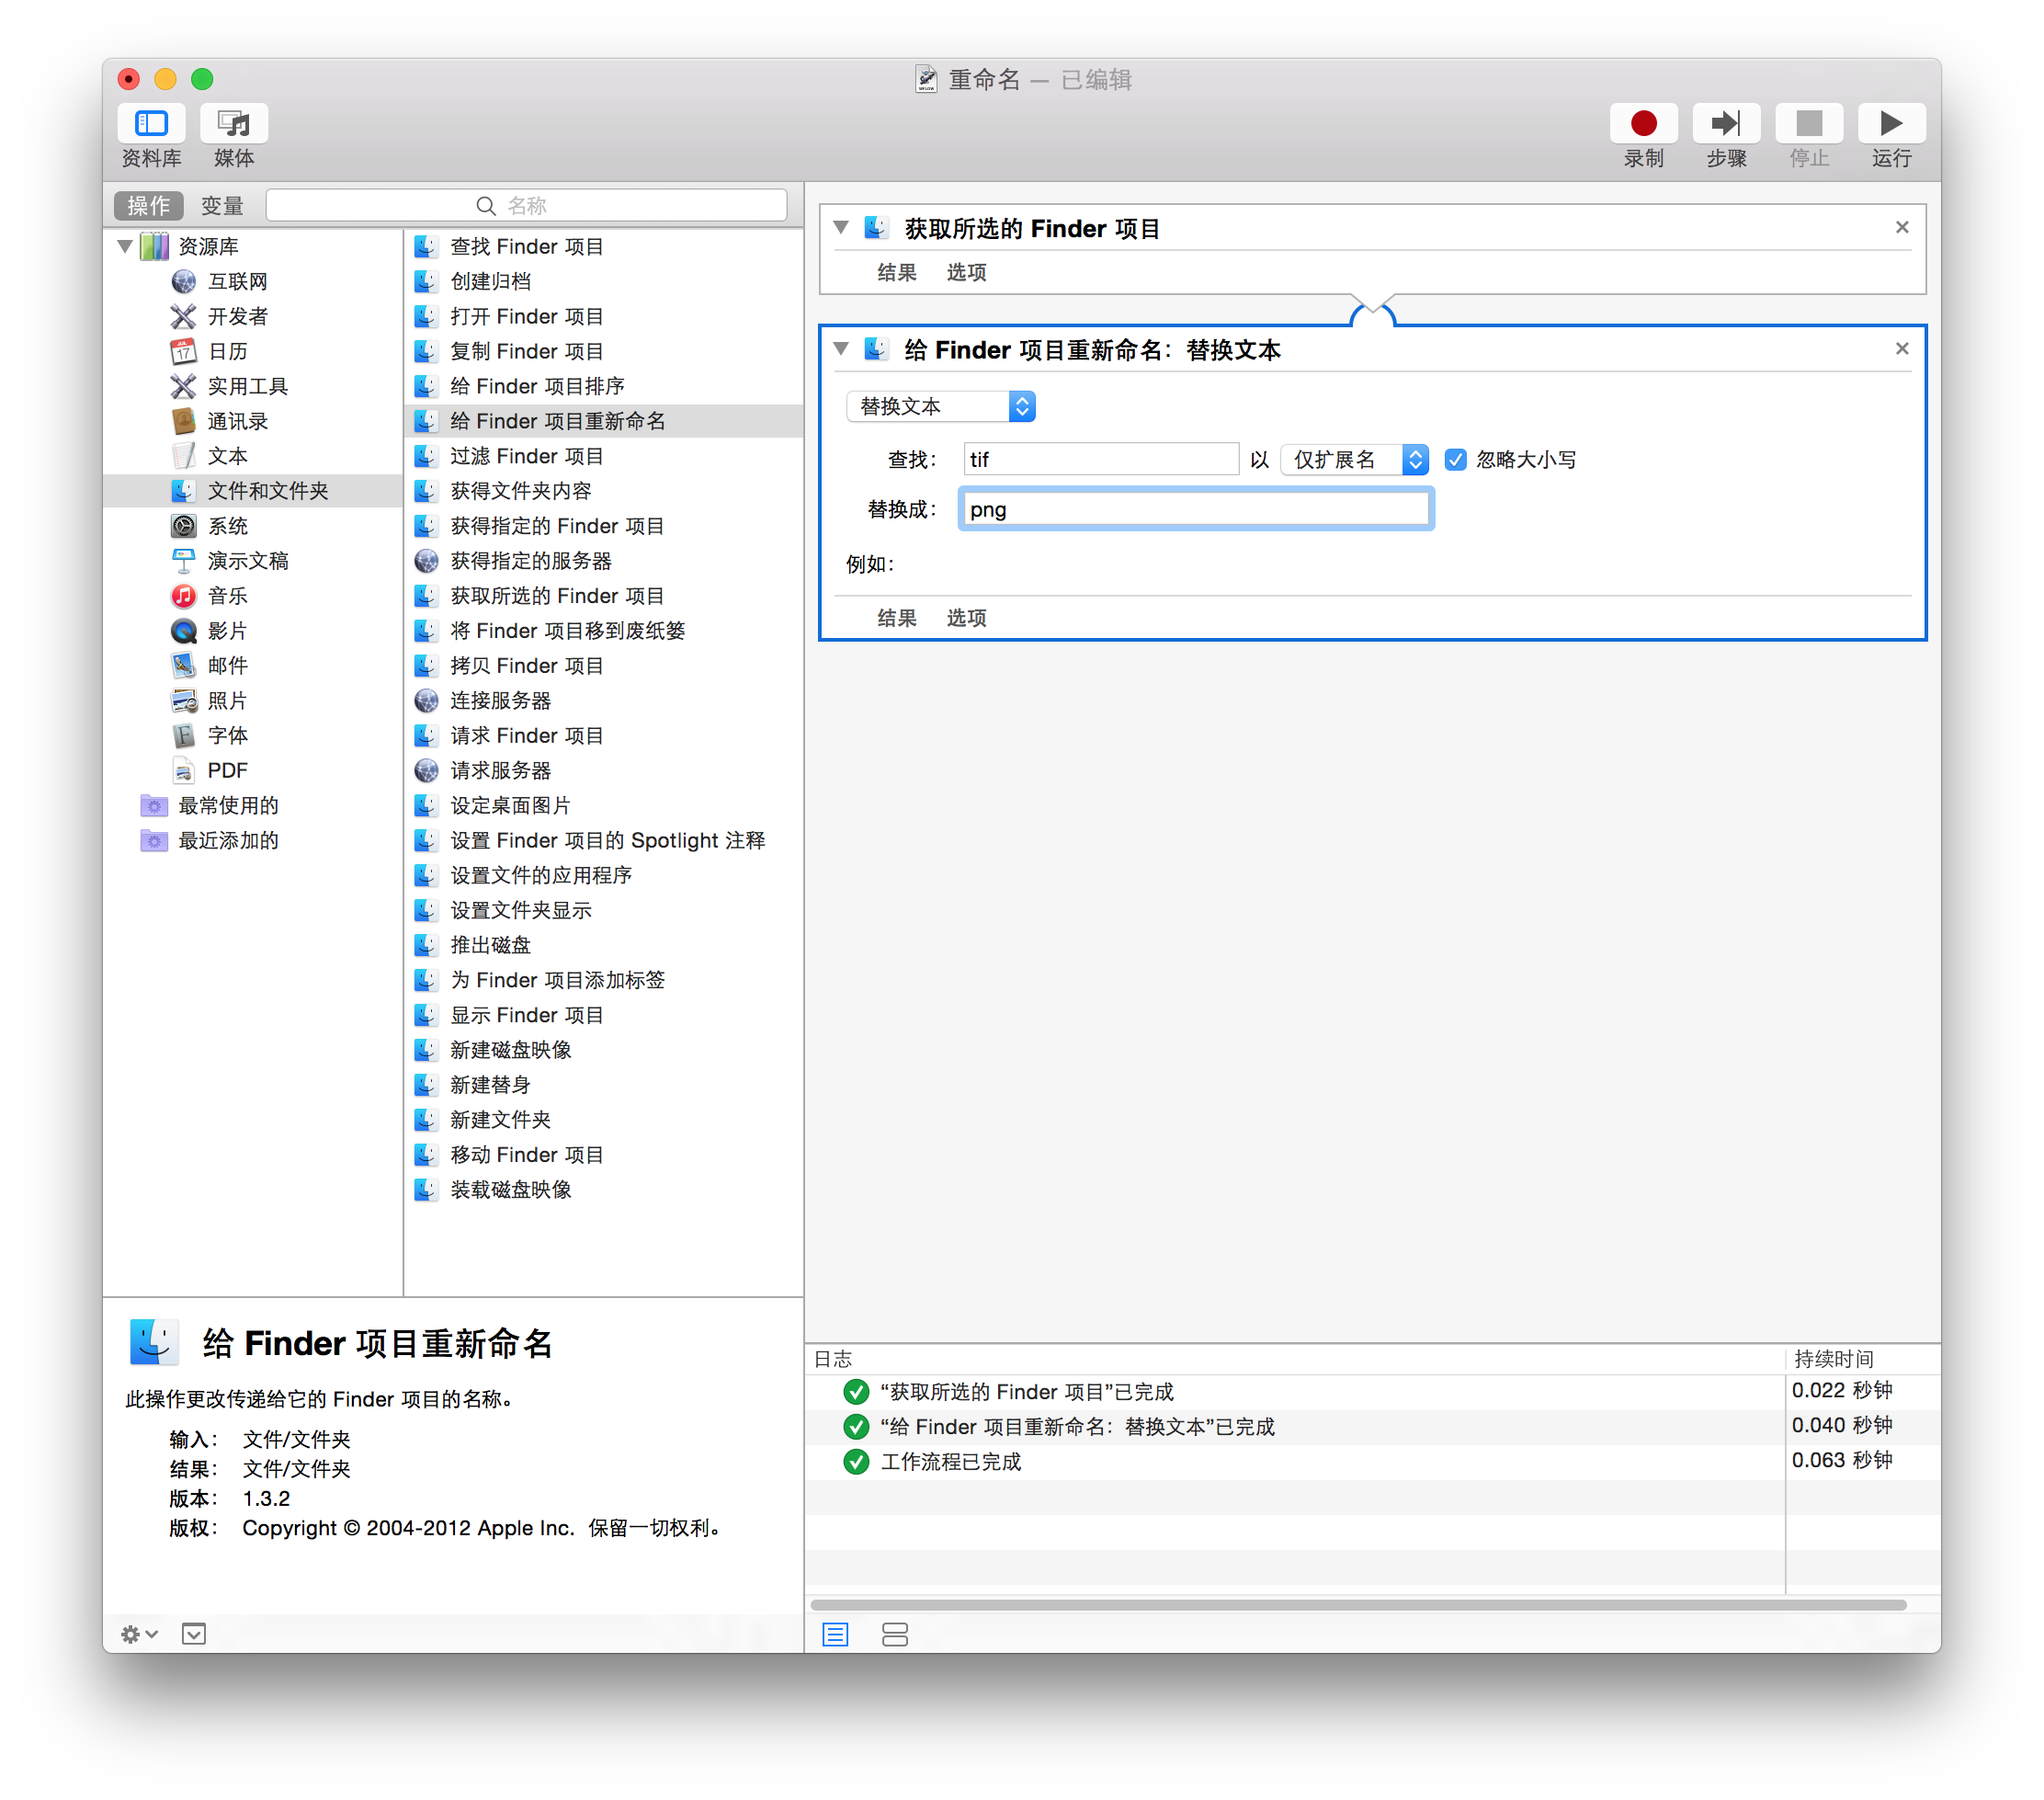 重命名 — 已编辑
资料库 媒体 录制 步骤 停止 运行
操作 变量 名称
资源库
互联网
开发者
日历
实用工具
通讯录
文本
文件和文件夹
系统
演示文稿
音乐
影片
邮件
照片
字体
PDF
最常使用的
最近添加的
查找 Finder 项目
创建归档
打开 Finder 项目
复制 Finder 项目
给 Finder 项目排序
给 Finder 项目重新命名
过滤 Finder 项目
获得文件夹内容
获得指定的 Finder 项目
获得指定的服务器
获取所选的 Finder 项目
将 Finder 项目移到废纸篓
拷贝 Finder 项目
连接服务器
请求 Finder 项目
请求服务器
设定桌面图片
设置 Finder 项目的 Spotlight 注释
设置文件的应用程序
设置文件夹显示
推出磁盘
为 Finder 项目添加标签
显示 Finder 项目
新建磁盘映像
新建替身
新建文件夹
移动 Finder 项目
装载磁盘映像
给 Finder 项目重新命名
此操作更改传递给它的 Finder 项目的名称。
输入： 文件/文件夹
结果： 文件/文件夹
版本： 1.3.2
版权： Copyright © 2004-2012 Apple Inc. 保留一切权利。
获取所选的 Finder 项目
结果 选项
给 Finder 项目重新命名：替换文本
替换文本
查找： tif 以 仅扩展名 忽略大小写
替换成： png
例如：
结果 选项
日志 持续时间
“获取所选的 Finder 项目”已完成 0.022 秒钟
“给 Finder 项目重新命名：替换文本”已完成 0.040 秒钟
工作流程已完成 0.063 秒钟